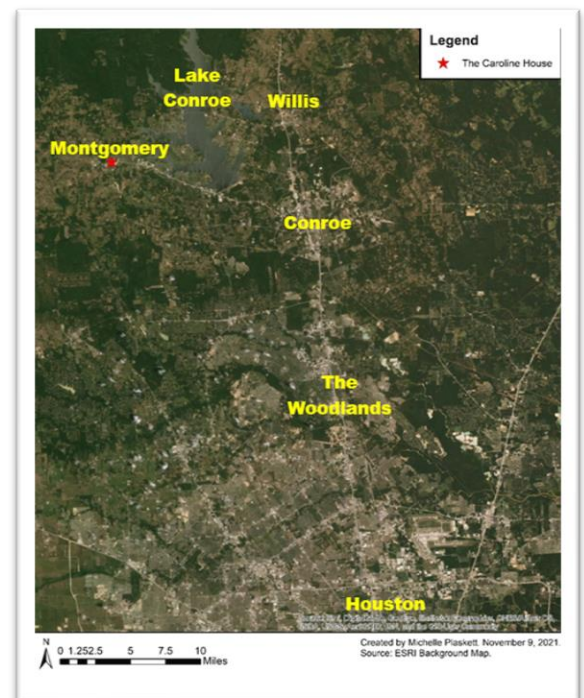 Legend
The Caroline House
Lake
Conroe
Willis
Montgomery
Conroe
The
Woodlands
Houston
N
0 1.252.5 5 7.5 10
Miles
Created by Michelle Plaskett. November 9, 2021.
Source: ESRI Background Map.